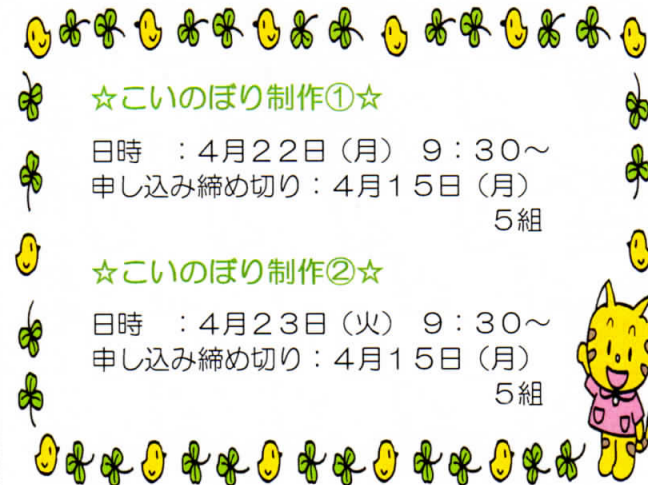 ☆こいのぼり制作①☆
日時　：４月２２日（月）　９：３０～
申し込み締め切り：４月１５日（月）
５組
☆こいのぼり制作②☆
日時　：４月２３日（火）　９：３０～
申し込み締め切り：４月１５日（月）
５組